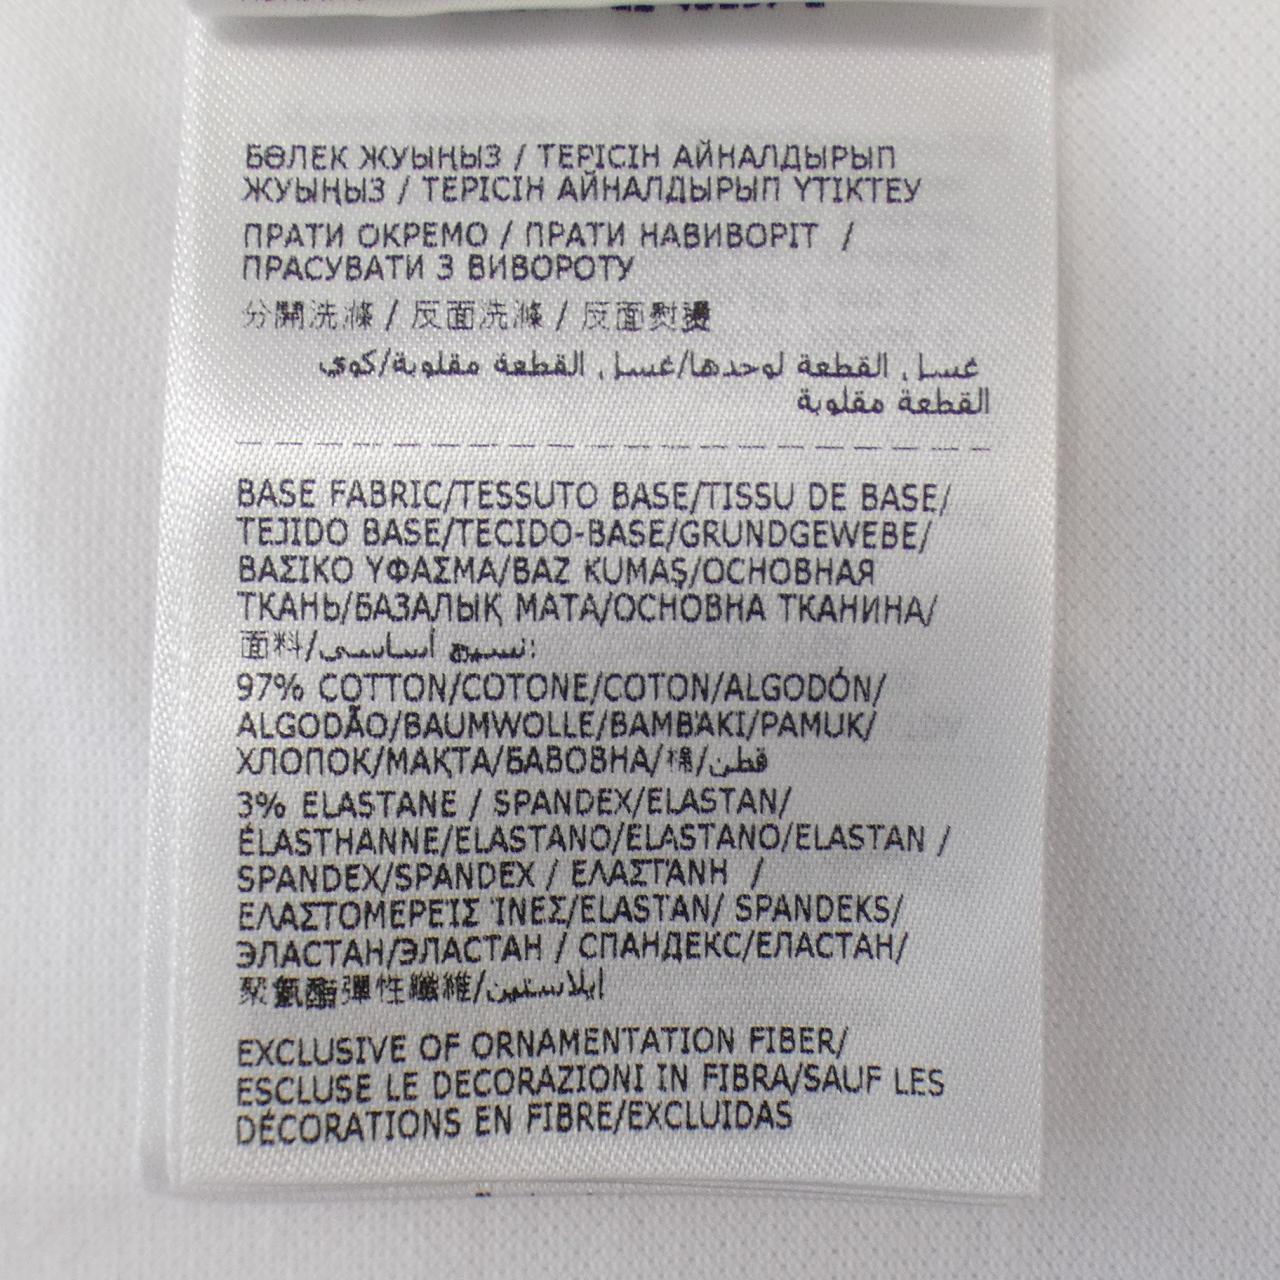 БӨЛЕК ЖУЫҢЫЗ / ТЕРІСІН АЙНАЛДЫРЫП
ЖУЫҢЫЗ / ТЕРІСІН АЙНАЛДЫРЫП ҮТІКТЕУ
ПРАТИ ОКРЕМО / ПРАТИ НАВИВОРІТ /
ПРАСУВАТИ З ВИВОРОТУ
分開洗滌 / 反面洗滌 / 反面熨燙
غسل القطعة لوحدها/غسل القطعة مقلوبة/كوي
القطعة مقلوبة
BASE FABRIC/TESSUTO BASE/TISSU DE BASE/
TEJIDO BASE/TECIDO-BASE/GRUNDGEWEBE/
ΒΑΣΙΚΟ ΥΦΑΣΜΑ/BAZ KUMAŞ/ОСНОВНАЯ
ТКАНЬ/БАЗАЛЫҚ МАТА/ОСНОВНА ТКАНИНА/
面料/نسيج أساسي:
97% COTTON/COTONE/COTON/ALGODÓN/
ALGODÃO/BAUMWOLLE/ΒΑΜΒΆΚΙ/PAMUK/
ХЛОПОК/МАҚТА/БАВОВНА/棉/قطن
3% ELASTANE / SPANDEX/ELASTAN/
ÉLASTHANNE/ELASTANO/ELASTANO/ELASTAN /
SPANDEX/SPANDEX / ΕΛΑΣΤΆΝΗ /
ΕΛΑΣΤΟΜΕΡΕΊΣ ΊΝΕΣ/ELASTAN/ SPANDEKS/
ЭЛАСТАН/ЭЛАСТАН / СПАНДЕКС/ЕЛАСТАН/
聚氨酯彈性纖維/ايلاستين
EXCLUSIVE OF ORNAMENTATION FIBER/
ESCLUSE LE DECORAZIONI IN FIBRA/SAUF LES
DÉCORATIONS EN FIBRE/EXCLUIDAS